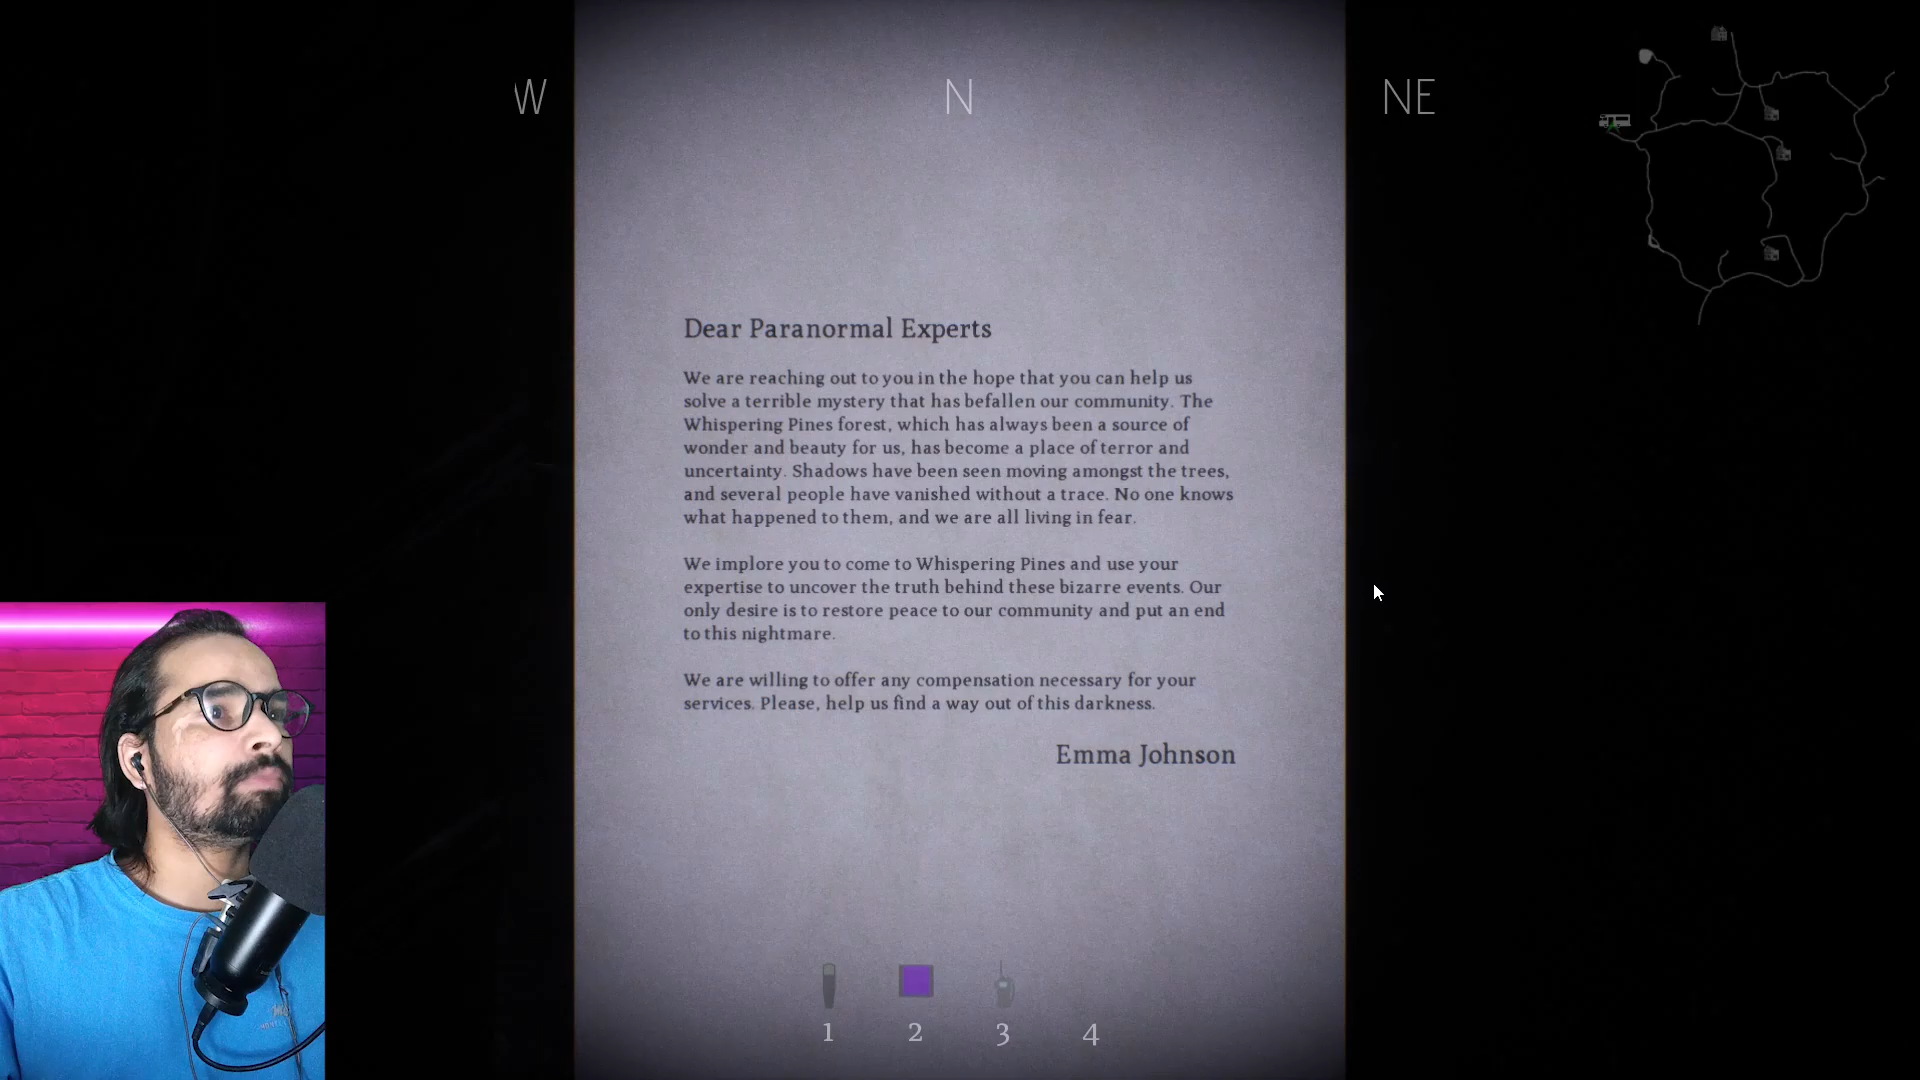 W
N
NE
Dear Paranormal Experts
We are reaching out to you in the hope that you can help us
solve a terrible mystery that has befallen our community. The
Whispering Pines forest, which has always been a source of
wonder and beauty for us, has become a place of terror and
uncertainty. Shadows have been seen moving amongst the trees,
and several people have vanished without a trace. No one knows
what happened to them, and we are all living in fear.
We implore you to come to Whispering Pines and use your
expertise to uncover the truth behind these bizarre events. Our
only desire is to restore peace to our community and put an end
to this nightmare.
We are willing to offer any compensation necessary for your
services. Please, help us find a way out of this darkness.
Emma Johnson
1
2
3
4